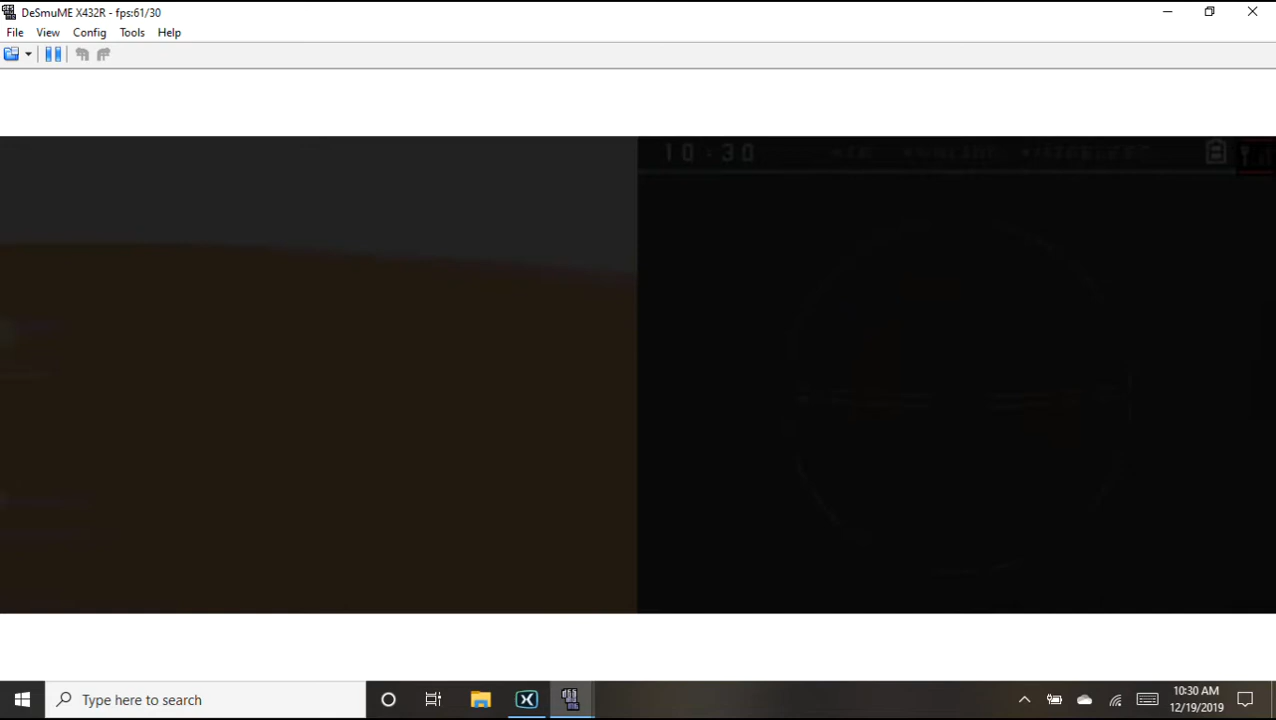 DeSmuME X432R - fps:61/30
File View Config Tools Help
10:30
Type here to search
10:30 AM
12/19/2019